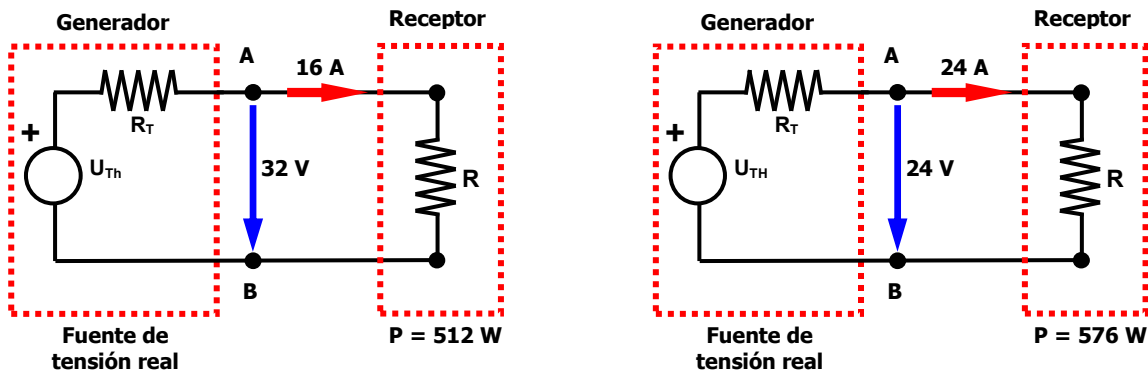 Generador
Receptor
A
16 A
+
R_T
U_Th
32 V
R
B
Fuente de
tensión real
P = 512 W
Generador
Receptor
A
24 A
+
R_T
U_TH
24 V
R
B
Fuente de
tensión real
P = 576 W